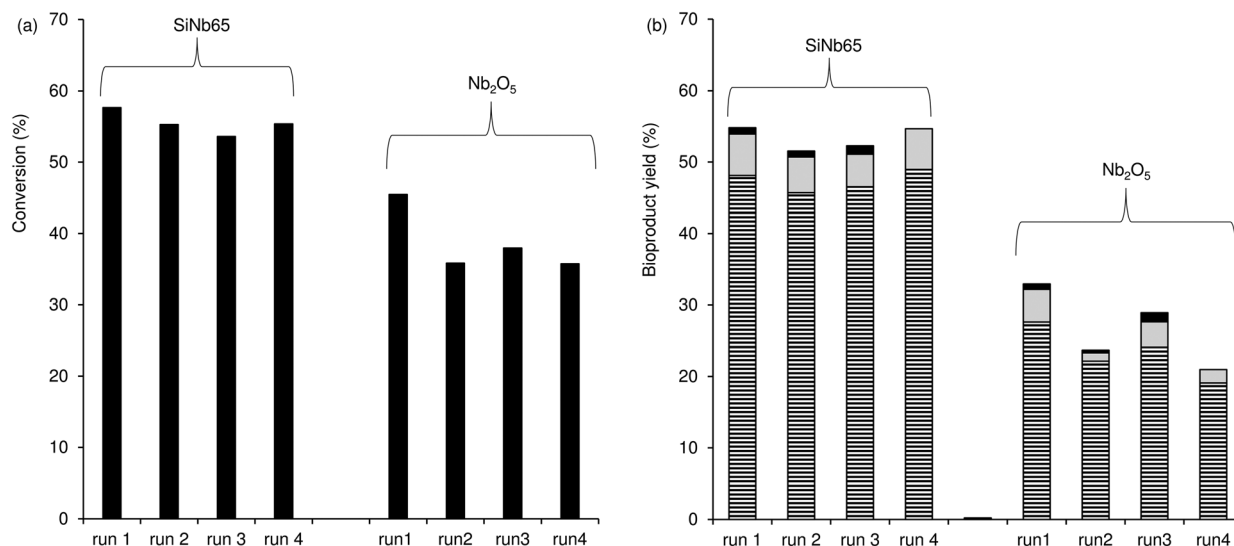 (a)
SiNb65
Nb₂O₅
Conversion (%)
70
60
50
40
30
20
10
0
run 1 run 2 run 3 run 4 run1 run2 run3 run4
(b)
SiNb65
Nb₂O₅
Bioproduct yield (%)
70
60
50
40
30
20
10
0
run 1 run 2 run 3 run 4 run1 run2 run3 run4